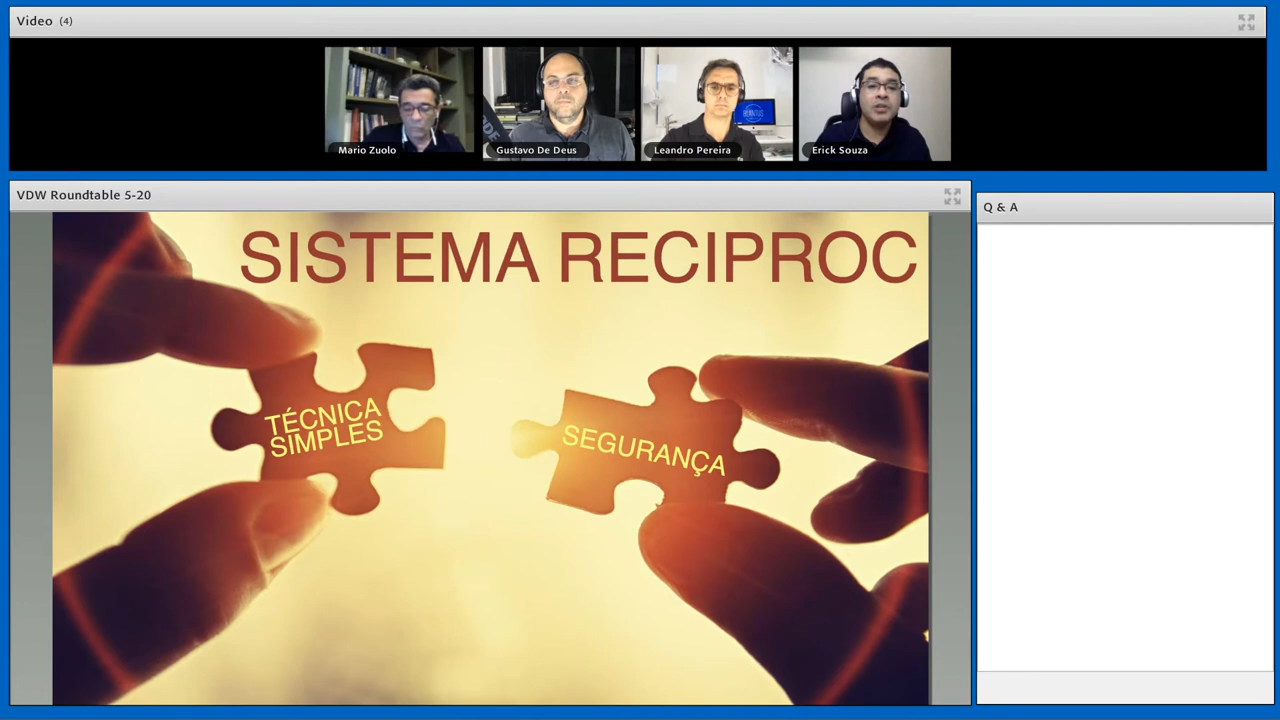 Video (4)
Mario Zuolo
Gustavo De Deus
Leandro Pereira
Erick Souza
VDW Roundtable 5-20
Q & A
SISTEMA RECIPROC
TÉCNICA
SIMPLES
SEGURANÇA